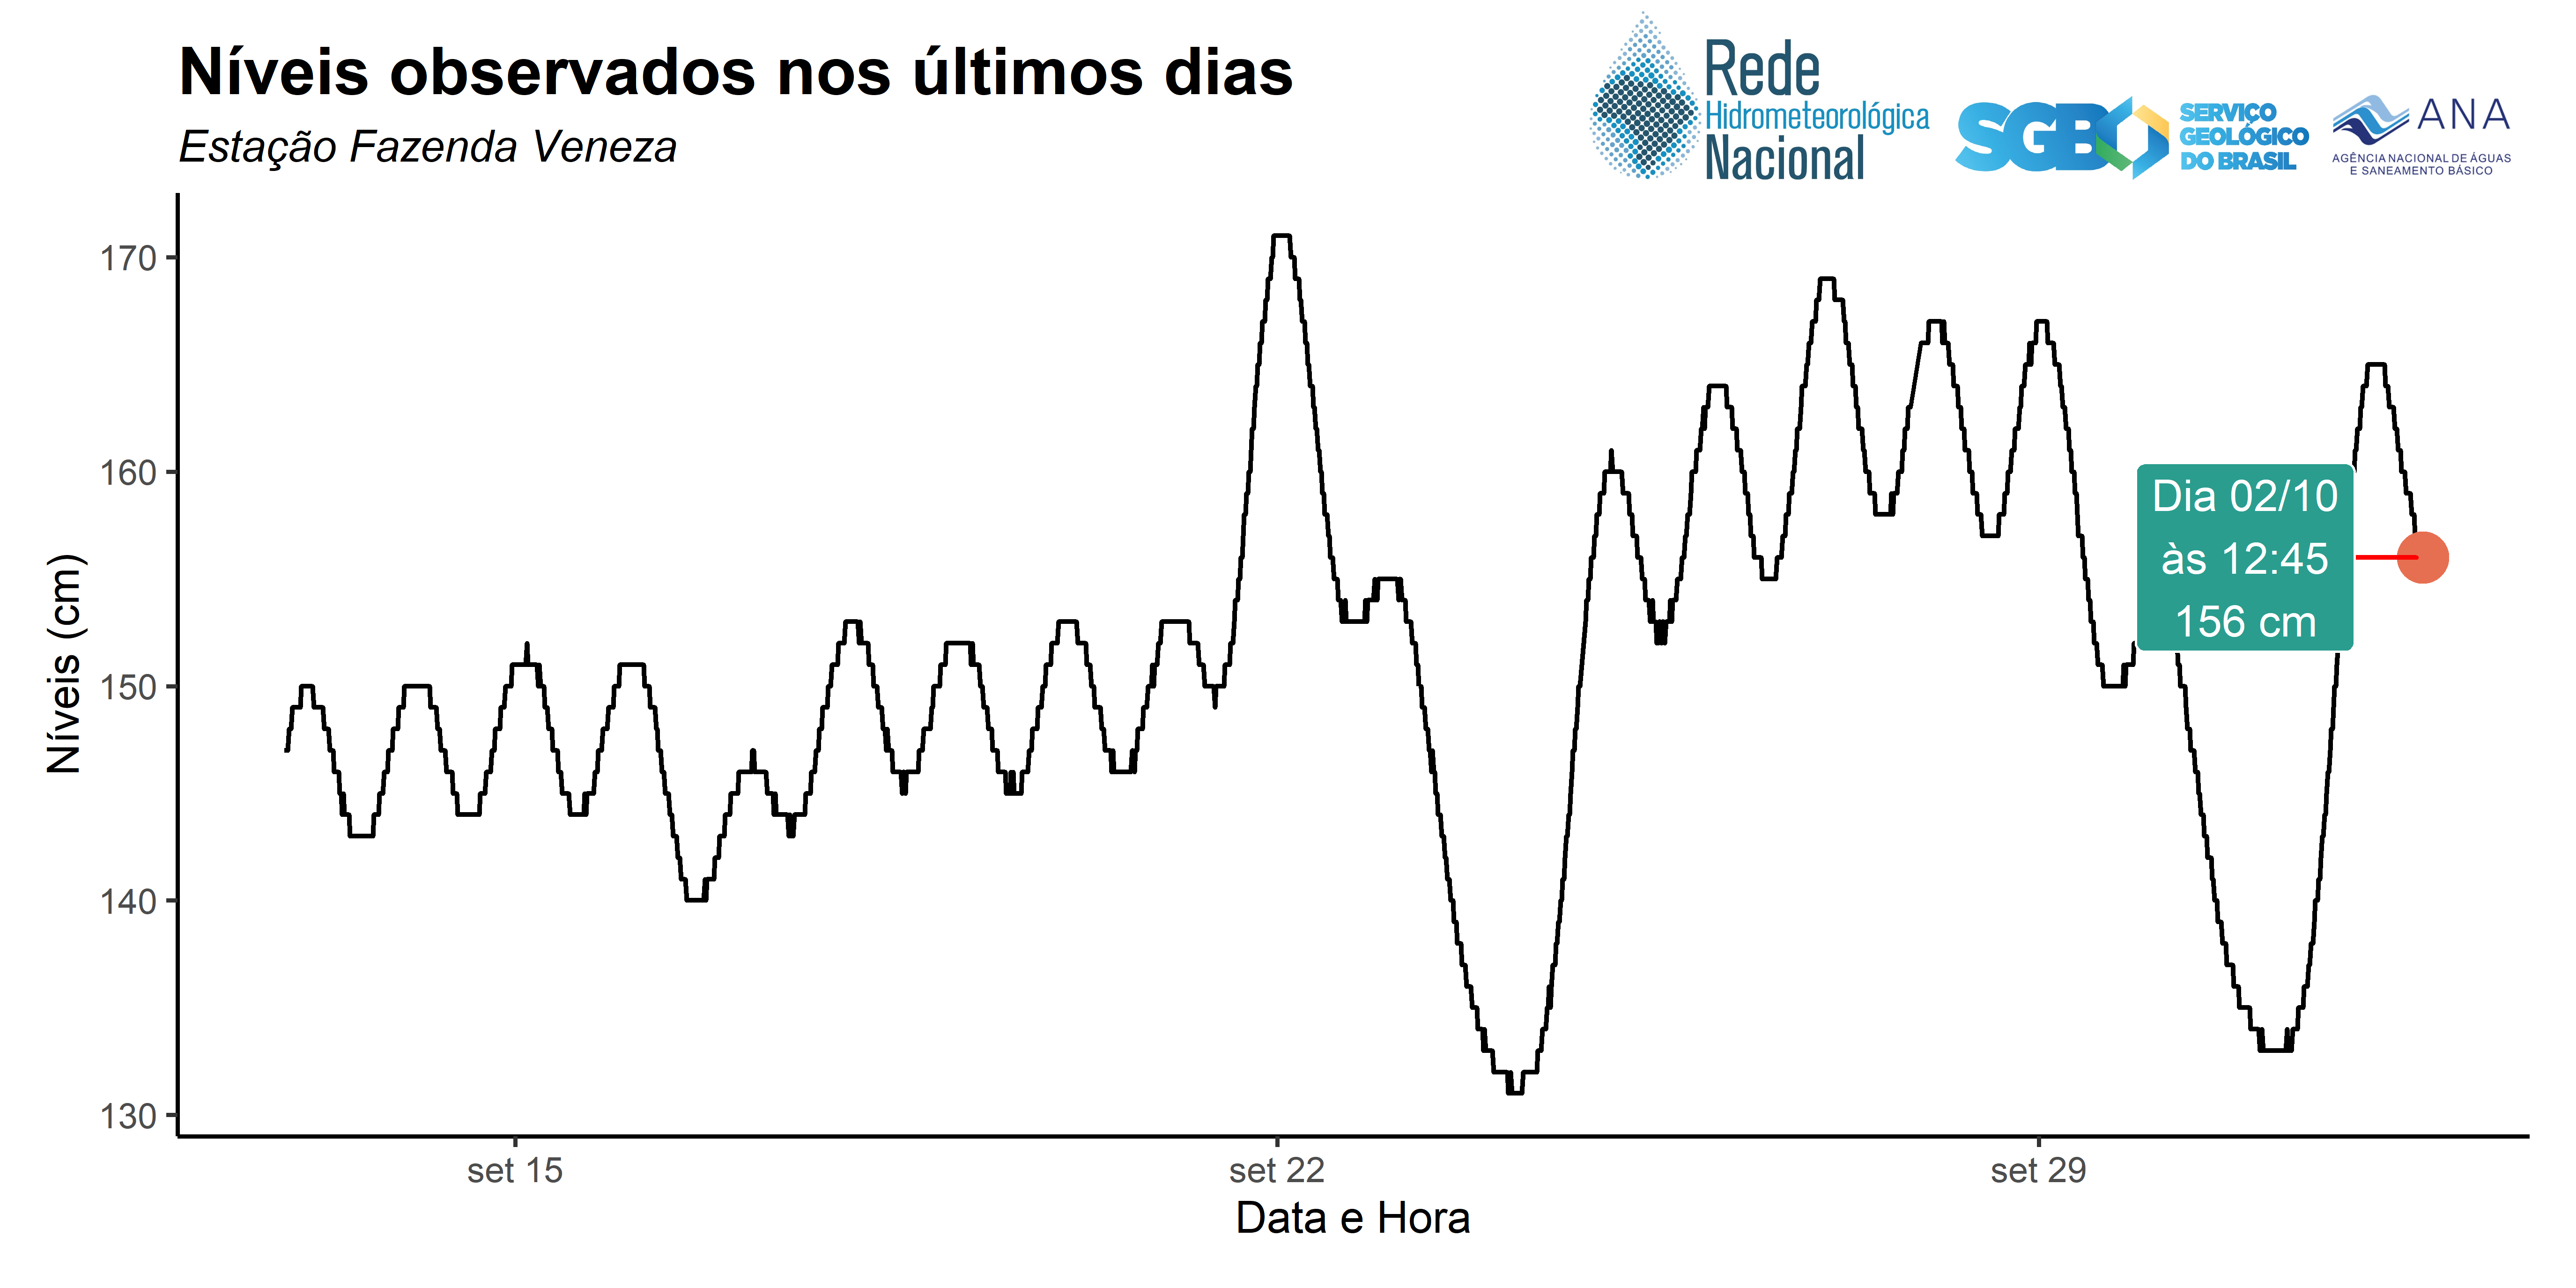 Níveis observados nos últimos dias
Estação Fazenda Veneza
Rede
Hidrometeorológica
Nacional
SGB
SERVIÇO
GEOLÓGICO
DO BRASIL
ANA
AGÊNCIA NACIONAL DE ÁGUAS
E SANEAMENTO BÁSICO
Níveis (cm)
170
160
150
140
130
Dia 02/10
às 12:45
156 cm
set 15
set 22
set 29
Data e Hora